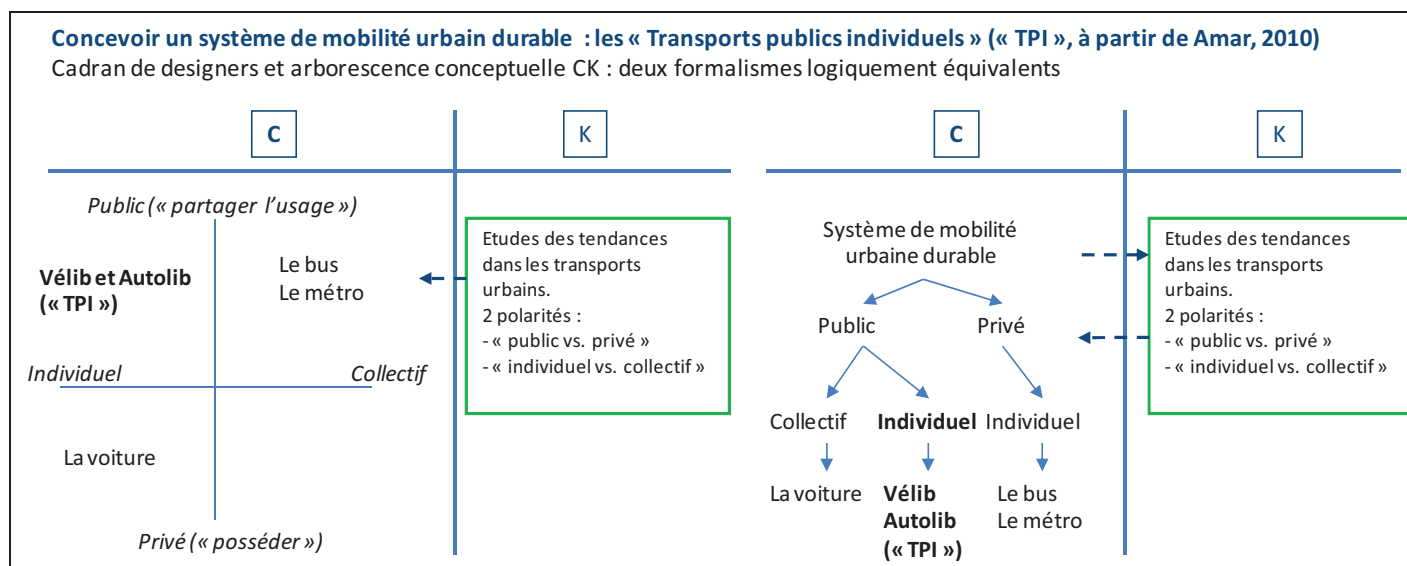 Concevoir un système de mobilité urbain durable : les « Transports publics individuels » (« TPI », à partir de Amar, 2010)
Cadran de designers et arborescence conceptuelle CK : deux formalismes logiquement équivalents
C
K
Public (« partager l'usage »)
Vélib et Autolib
(« TPI »)
Le bus
Le métro
Individuel
Collectif
La voiture
Privé (« posséder »)
Etudes des tendances
dans les transports
urbains.
2 polarités :
- « public vs. privé »
- « individuel vs. collectif »
C
K
Système de mobilité
urbaine durable
Public
Privé
Collectif
Individuel
Individuel
La voiture
Vélib
Autolib
(« TPI »)
Le bus
Le métro
Etudes des tendances
dans les transports
urbains.
2 polarités :
- « public vs. privé »
- « individuel vs. collectif »